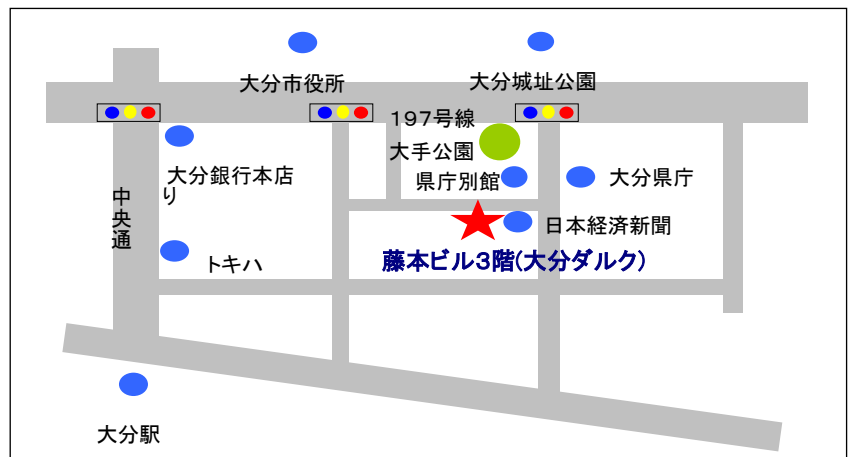 大分市役所
大分城址公園
197号線
大手公園
大分銀行本店
県庁別館
大分県庁
中央通
り
日本経済新聞
トキハ
藤本ビル3階(大分ダルク)
大分駅